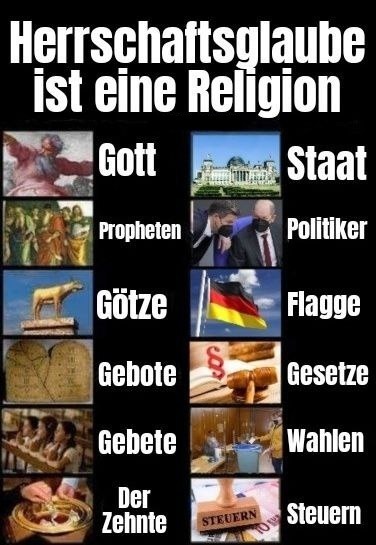 Herrschaftsglaube
ist eine Religion
Gott
Staat
Propheten
Politiker
Götze
Flagge
Gebote
§
Gesetze
Gebete
Wahlen
Der
Zehnte
STEUERN
Steuern